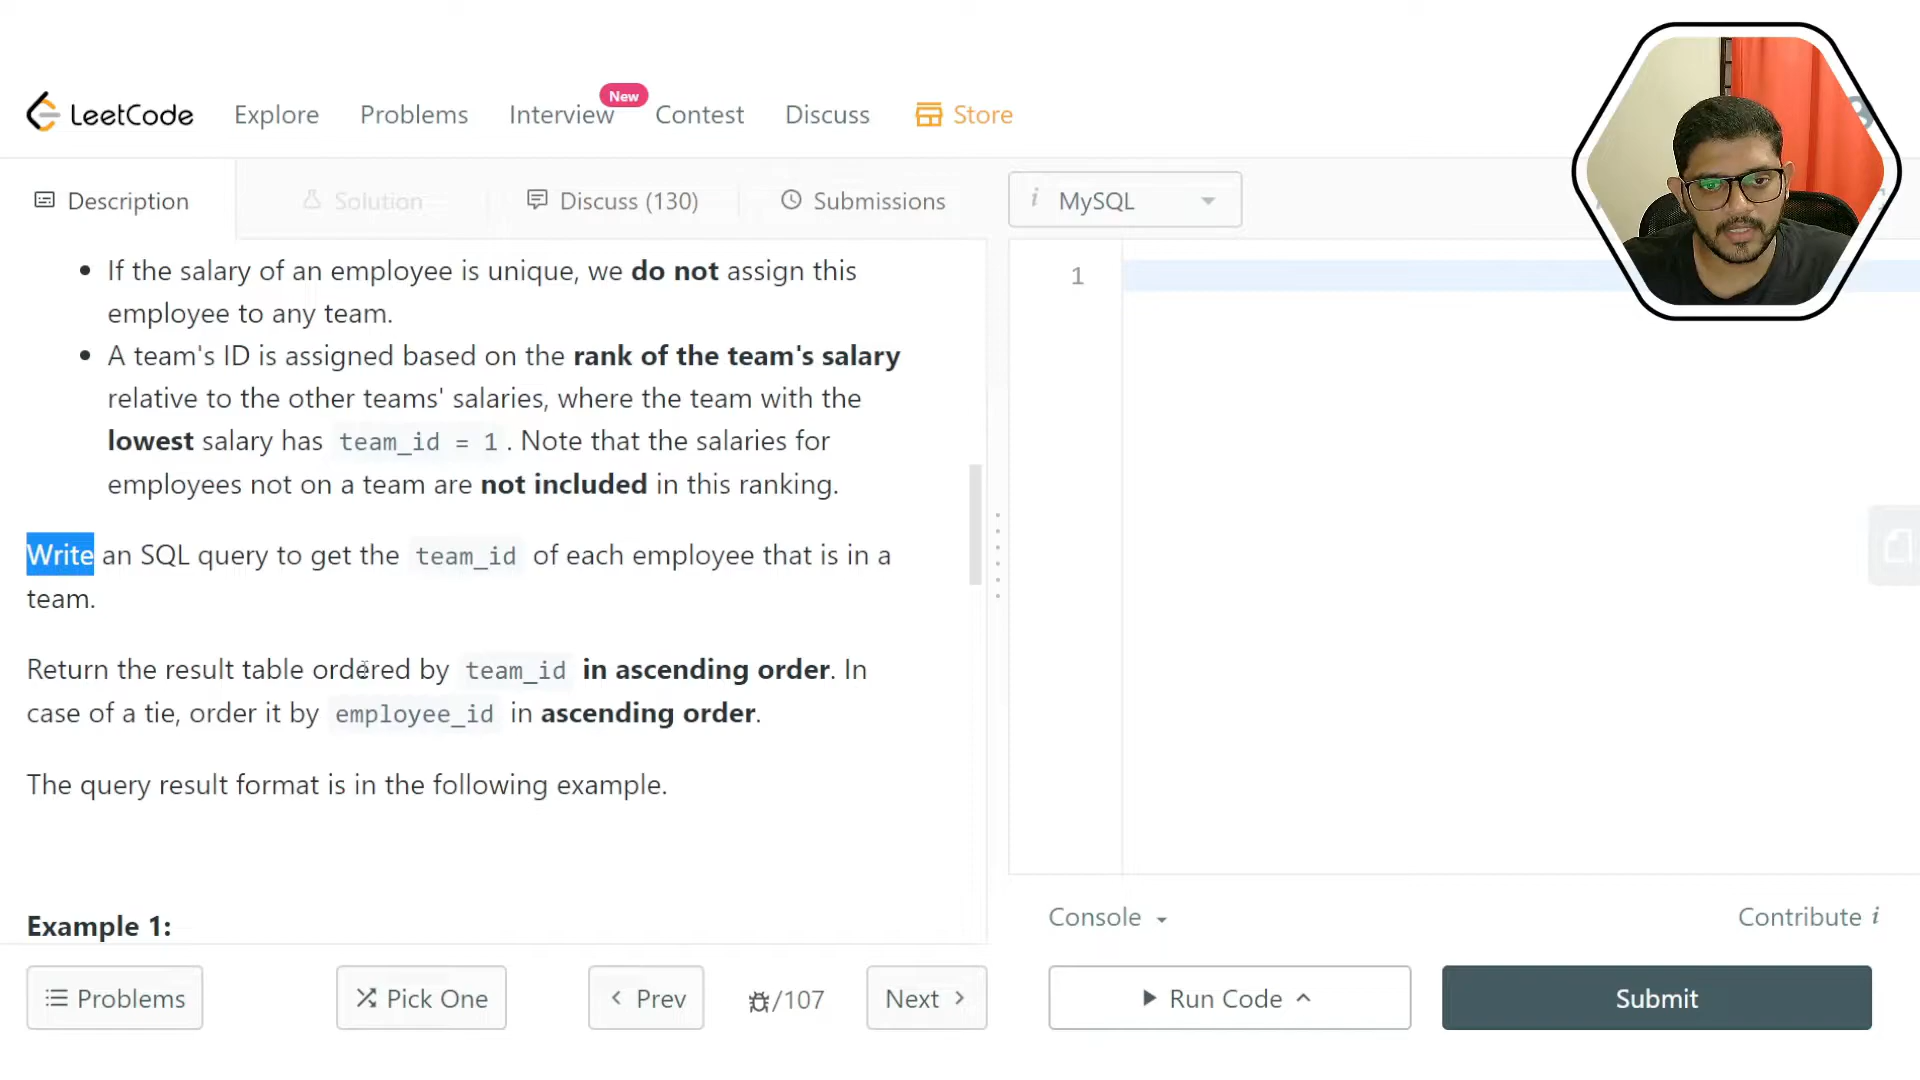 LeetCode Explore Problems Interview New Contest Discuss Store
Description Solution Discuss (130) Submissions i MySQL
• If the salary of an employee is unique, we do not assign this
employee to any team.
• A team's ID is assigned based on the rank of the team's salary
relative to the other teams' salaries, where the team with the
lowest salary has team_id = 1. Note that the salaries for
employees not on a team are not included in this ranking.
Write an SQL query to get the team_id of each employee that is in a
team.
Return the result table ordered by team_id in ascending order. In
case of a tie, order it by employee_id in ascending order.
The query result format is in the following example.
Example 1:
1
Console Contribute i
Problems Pick One Prev /107 Next Run Code Submit